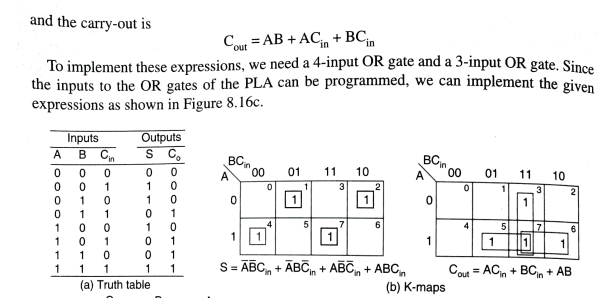 and the carry-out is
C_out = AB + AC_in + BC_in
To implement these expressions, we need a 4-input OR gate and a 3-input OR gate. Since
the inputs to the OR gates of the PLA can be programmed, we can implement the given
expressions as shown in Figure 8.16c.
Inputs Outputs
A B C_in S C_o
0 0 0 0 0
0 0 1 1 0
0 1 0 1 0
0 1 1 0 1
1 0 0 1 0
1 0 1 0 1
1 1 0 0 1
1 1 1 1 1
(a) Truth table
BC_in 00 01 11 10
A
0 1 3 2
0 1 1
4 5 7 6
1 1 1
S = A̅B̅C_in + A̅BC̅_in + AB̅C̅_in + ABC_in
BC_in 00 01 11 10
A
0 1 3 2
0 1
4 5 7 6
1 1 1 1
C_out = AC_in + BC_in + AB
(b) K-maps